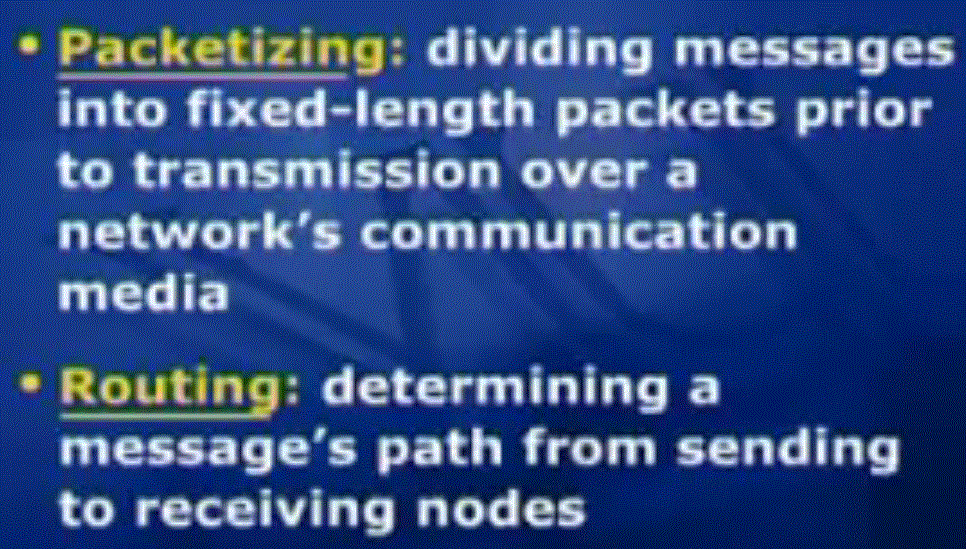 • Packetizing: dividing messages
into fixed-length packets prior
to transmission over a
network's communication
media
• Routing: determining a
message's path from sending
to receiving nodes